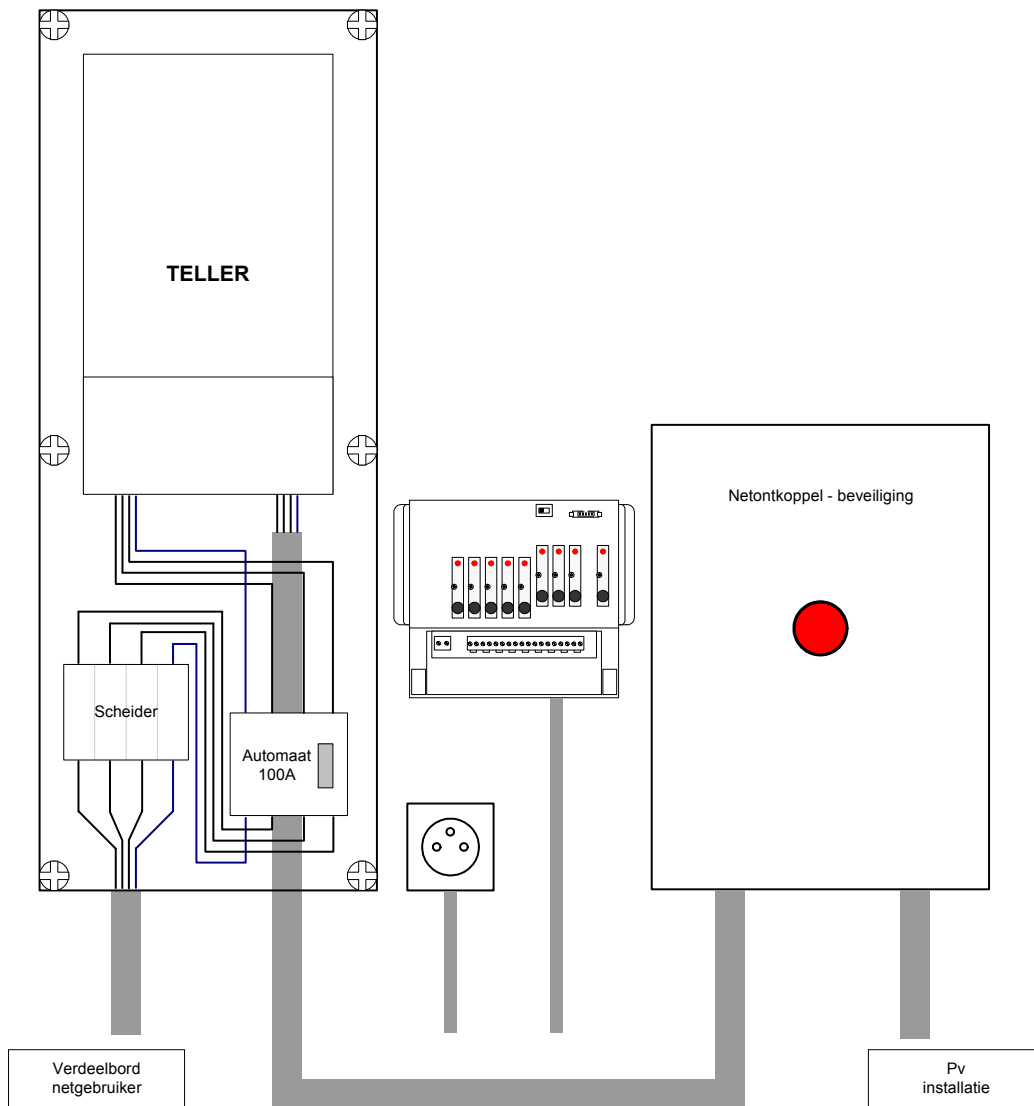 TELLER
Netontkoppel - beveiliging
Scheider
Automaat
100A
Verdeelbord
netgebruiker
Pv
installatie